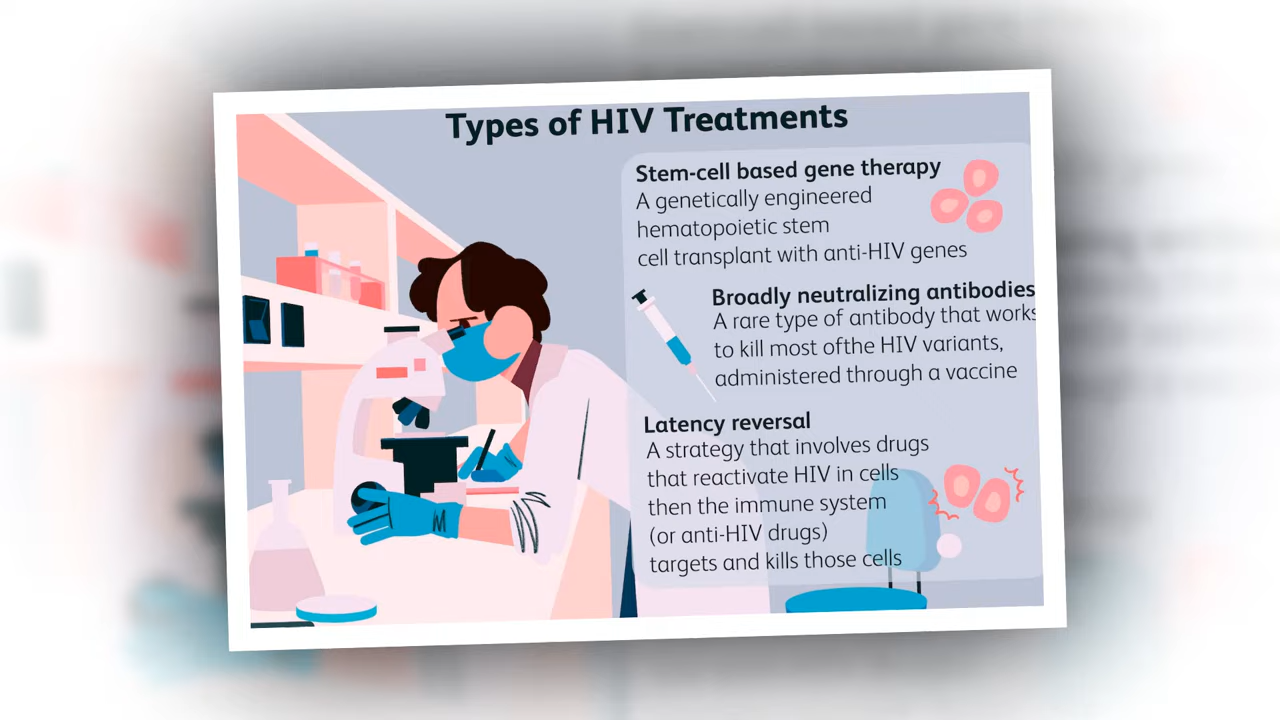 Types of HIV Treatments
Stem-cell based gene therapy
A genetically engineered
hematopoietic stem
cell transplant with anti-HIV genes
Broadly neutralizing antibodies
A rare type of antibody that works
to kill most ofthe HIV variants,
administered through a vaccine
Latency reversal
A strategy that involves drugs
that reactivate HIV in cells
then the immune system
(or anti-HIV drugs)
targets and kills those cells